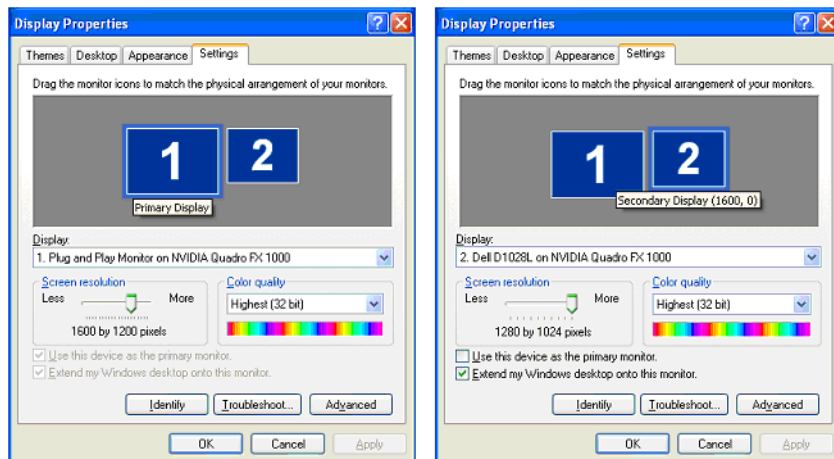 Display Properties
Themes Desktop Appearance Settings
Drag the monitor icons to match the physical arrangement of your monitors.
1 2
Primary Display
Display:
1. Plug and Play Monitor on NVIDIA Quadro FX 1000
Screen resolution
Less More
1600 by 1200 pixels
Color quality
Highest (32 bit)
Use this device as the primary monitor.
Extend my Windows desktop onto this monitor.
Identify Troubleshoot... Advanced
OK Cancel Apply
Display Properties
Themes Desktop Appearance Settings
Drag the monitor icons to match the physical arrangement of your monitors.
1 2
Secondary Display (1600, 0)
Display:
2. Dell D1028L on NVIDIA Quadro FX 1000
Screen resolution
Less More
1280 by 1024 pixels
Color quality
Highest (32 bit)
Use this device as the primary monitor.
Extend my Windows desktop onto this monitor.
Identify Troubleshoot... Advanced
OK Cancel Apply